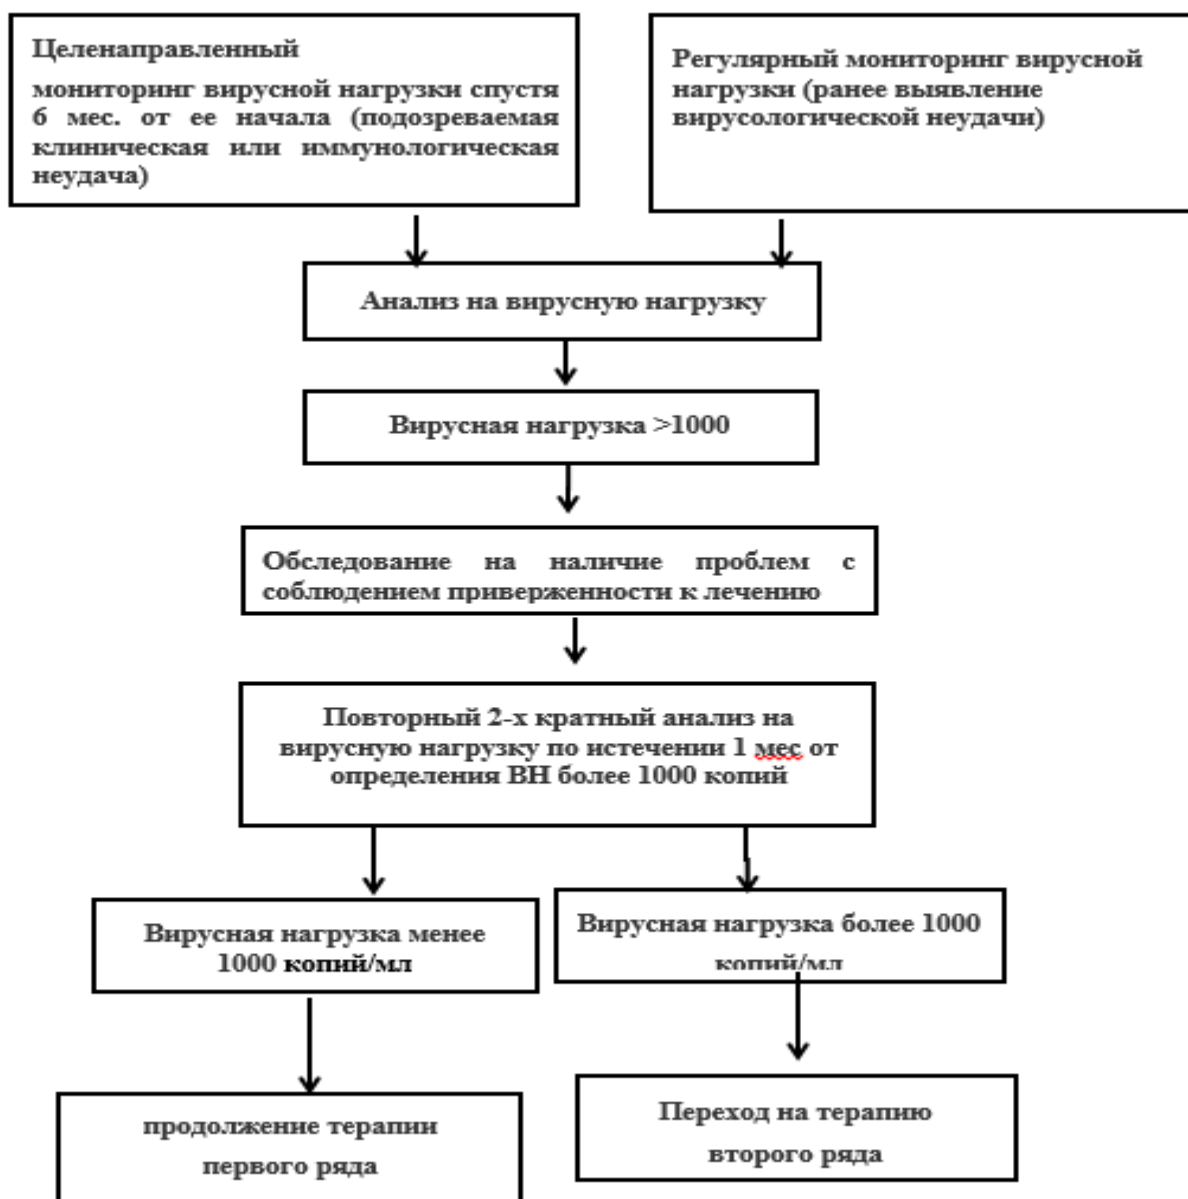 Целенаправленный
мониторинг вирусной нагрузки спустя
6 мес. от ее начала (подозреваемая
клиническая или иммунологическая
неудача)
Регулярный мониторинг вирусной
нагрузки (ранее выявление
вирусологической неудачи)
Анализ на вирусную нагрузку
Вирусная нагрузка >1000
Обследование на наличие проблем с
соблюдением приверженности к лечению
Повторный 2-х кратный анализ на
вирусную нагрузку по истечении 1 мес от
определения ВН более 1000 копий
Вирусная нагрузка менее
1000 копий/мл
Вирусная нагрузка более 1000
копий/мл
продолжение терапии
первого ряда
Переход на терапию
второго ряда